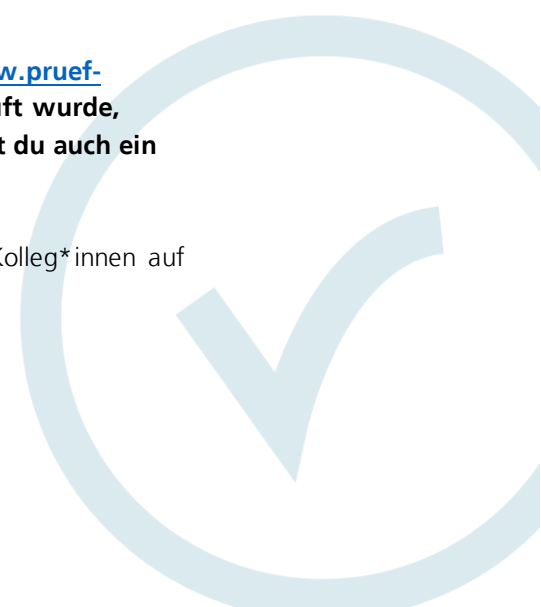 w.pruef-
ft wurde,
t du auch ein
Kolleg*innen auf